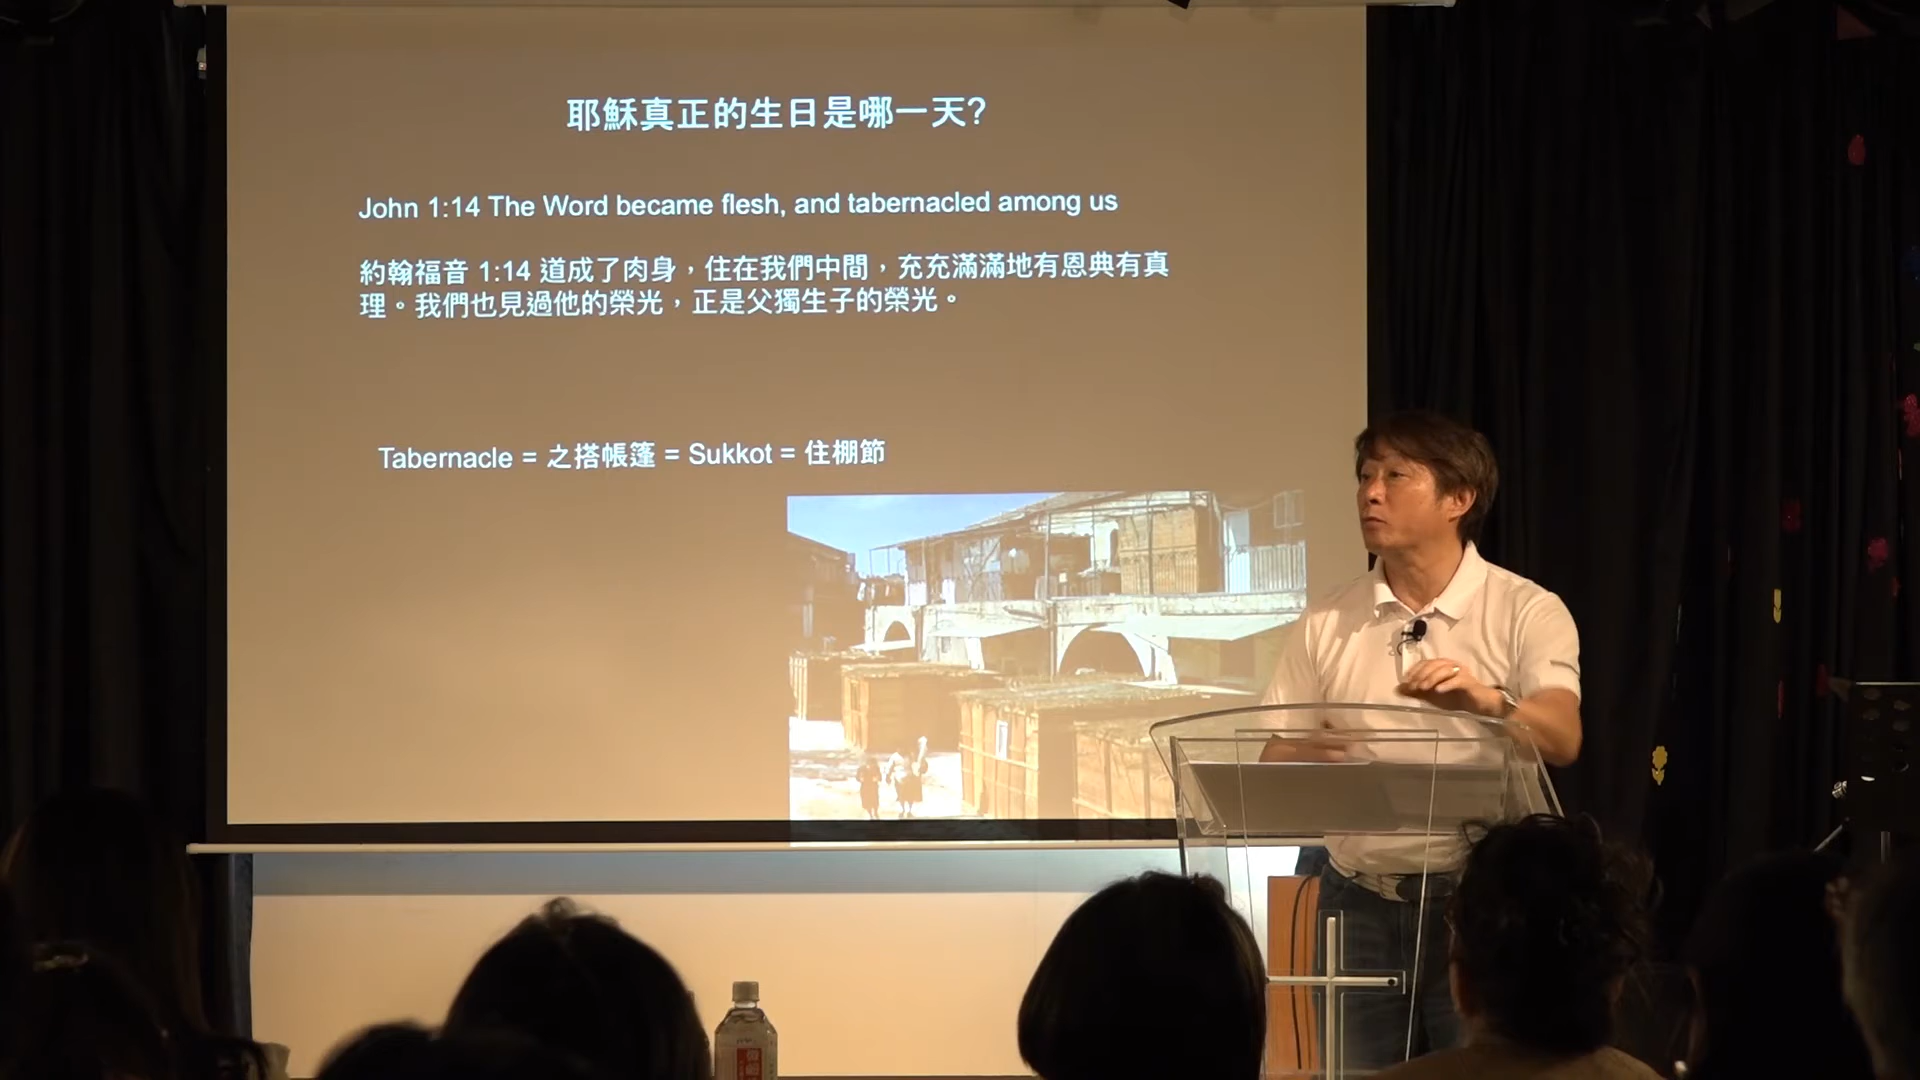 耶穌真正的生日是哪一天?
John 1:14 The Word became flesh, and tabernacled among us
約翰福音 1:14 道成了肉身，住在我們中間，充充滿滿地有恩典有真
理。我們也見過他的榮光，正是父獨生子的榮光。
Tabernacle = 之搭帳篷 = Sukkot = 住棚節